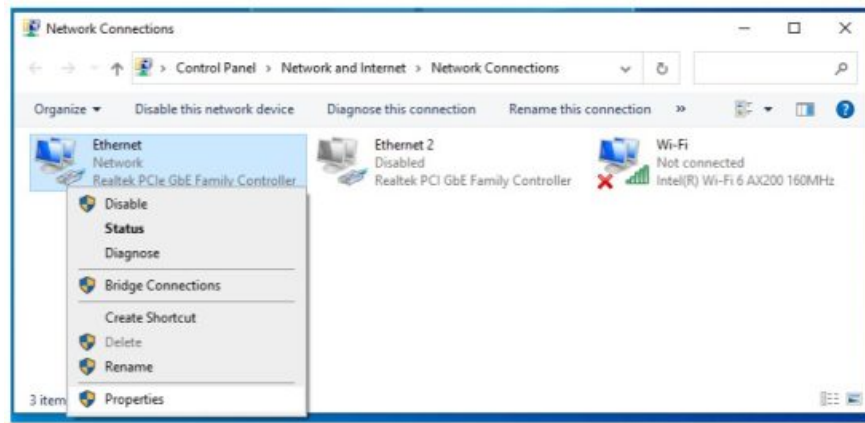 Network Connections
Control Panel > Network and Internet > Network Connections
Organize Disable this network device Diagnose this connection Rename this connection »
Ethernet
Network
Realtek PCIe GbE Family Controller
Ethernet 2
Disabled
Realtek PCI GbE Family Controller
Wi-Fi
Not connected
Intel(R) Wi-Fi 6 AX200 160MHz
Disable
Status
Diagnose
Bridge Connections
Create Shortcut
Delete
Rename
Properties
3 item